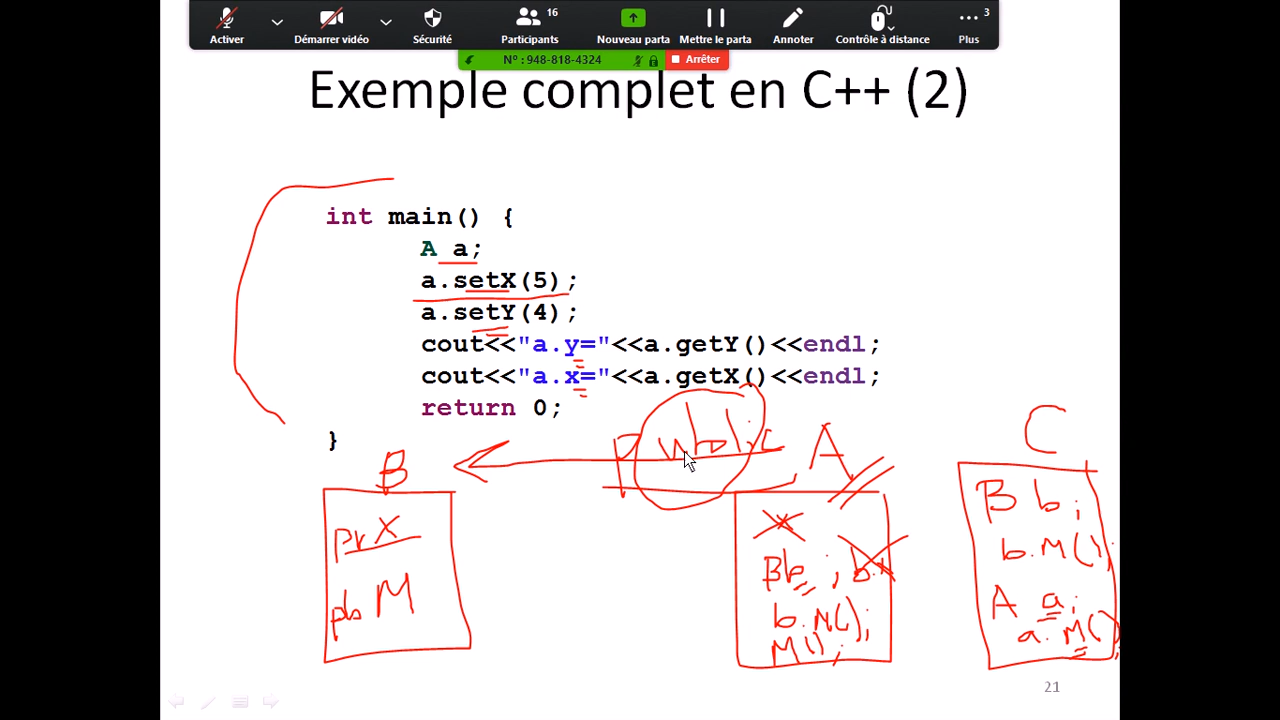 Activer
Démarrer vidéo
Sécurité
16
Participants
Nouveau parta
Mettre le parta
Annoter
Contrôle à distance
3
Plus
N° : 948-818-4324
Arrêter
Exemple complet en C++ (2)
int main() {
A a;
a.setX(5);
a.setY(4);
cout<<"a.y="<<a.getY()<<endl;
cout<<"a.x="<<a.getX()<<endl;
return 0;
}
B
public
A
C
pr X
pb M
x
B b ;
b.M();
M();
B b;
b.M();
A a;
a.M();
21